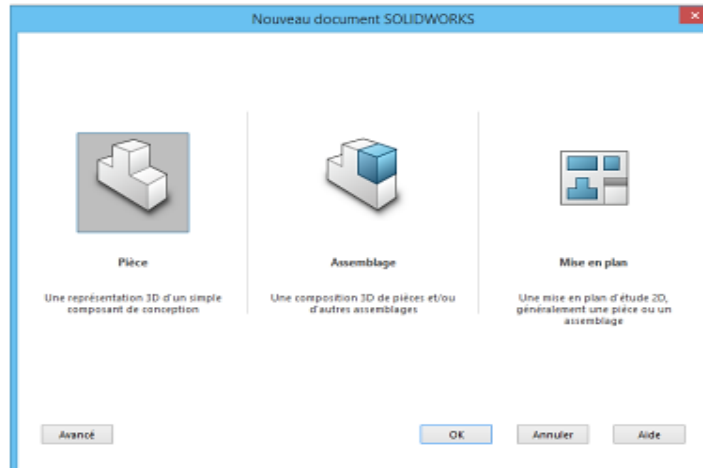 Nouveau document SOLIDWORKS
Pièce
Une représentation 3D d'un simple
composant de conception
Assemblage
Une composition 3D de pièces et/ou
d'autres assemblages
Mise en plan
Une mise en plan d'étude 2D,
généralement une pièce ou un
assemblage
Avancé
OK
Annuler
Aide